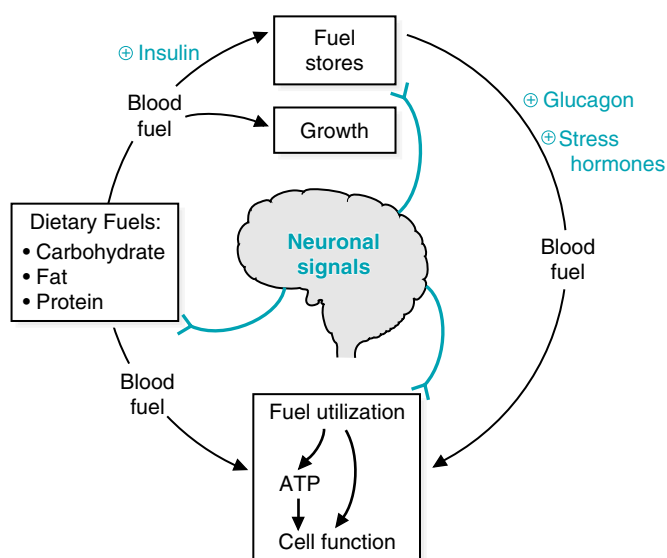 Fuel
stores
⊕ Insulin
Blood
fuel
Growth
⊕ Glucagon
⊕ Stress
hormones
Dietary Fuels:
• Carbohydrate
• Fat
• Protein
Neuronal
signals
Blood
fuel
Blood
fuel
Fuel utilization
ATP
Cell function